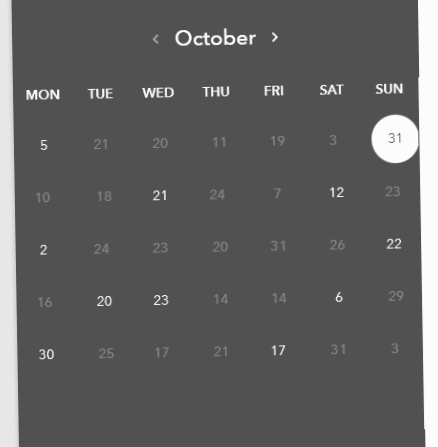 ‹ October ›
MON TUE WED THU FRI SAT SUN
5 21 20 11 19 3 31
10 18 21 24 7 12 23
2 24 23 20 31 26 22
16 20 23 14 14 6 29
30 25 17 21 17 31 3